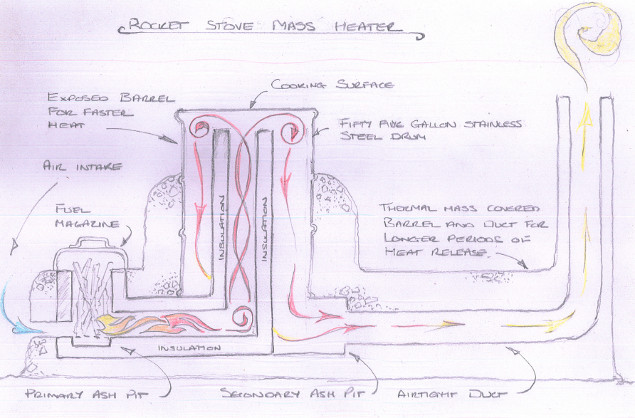 ROCKET STOVE MASS HEATER
COOKING SURFACE
EXPOSED BARREL
FOR FASTER
HEAT
FIFTY FIVE GALLON STAINLESS
STEEL DRUM
AIR INTAKE
FUEL
MAGAZINE
INSULATION
INSULATION
THERMAL MASS COVERED
BARREL AND DUCT FOR
LONGER PERIODS OF
HEAT RELEASE.
INSULATION
PRIMARY ASH PIT
SECONDARY ASH PIT
AIRTIGHT DUCT